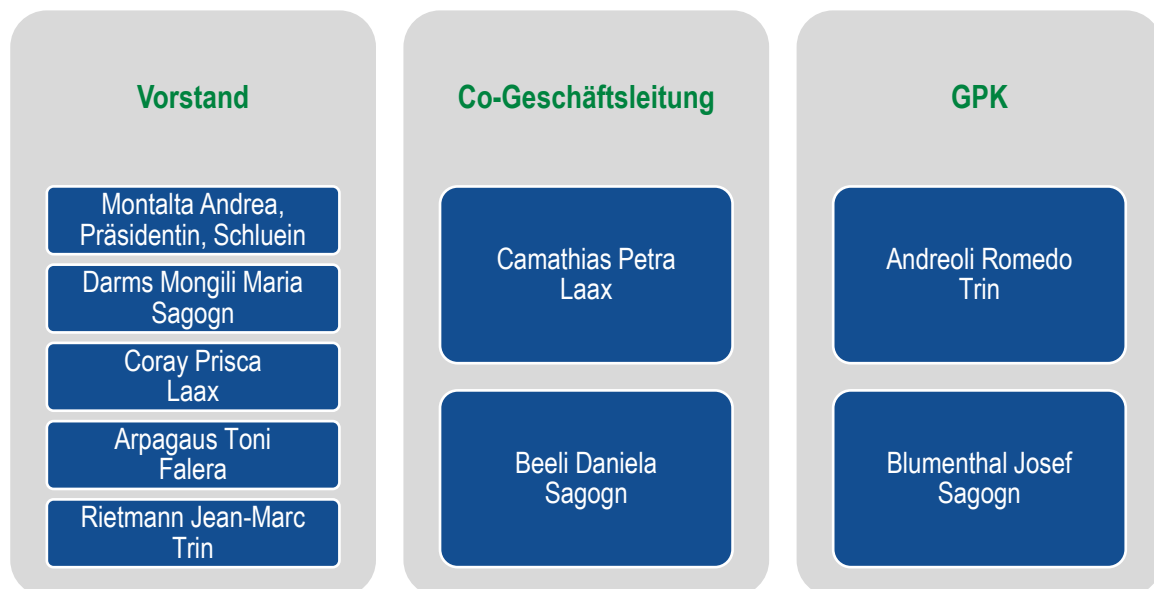 Vorstand
Montalta Andrea,
Präsidentin, Schluein
Darms Mongili Maria
Sagogn
Coray Prisca
Laax
Arpagaus Toni
Falera
Rietmann Jean-Marc
Trin
Co-Geschäftsleitung
Camathias Petra
Laax
Beeli Daniela
Sagogn
GPK
Andreoli Romedo
Trin
Blumenthal Josef
Sagogn